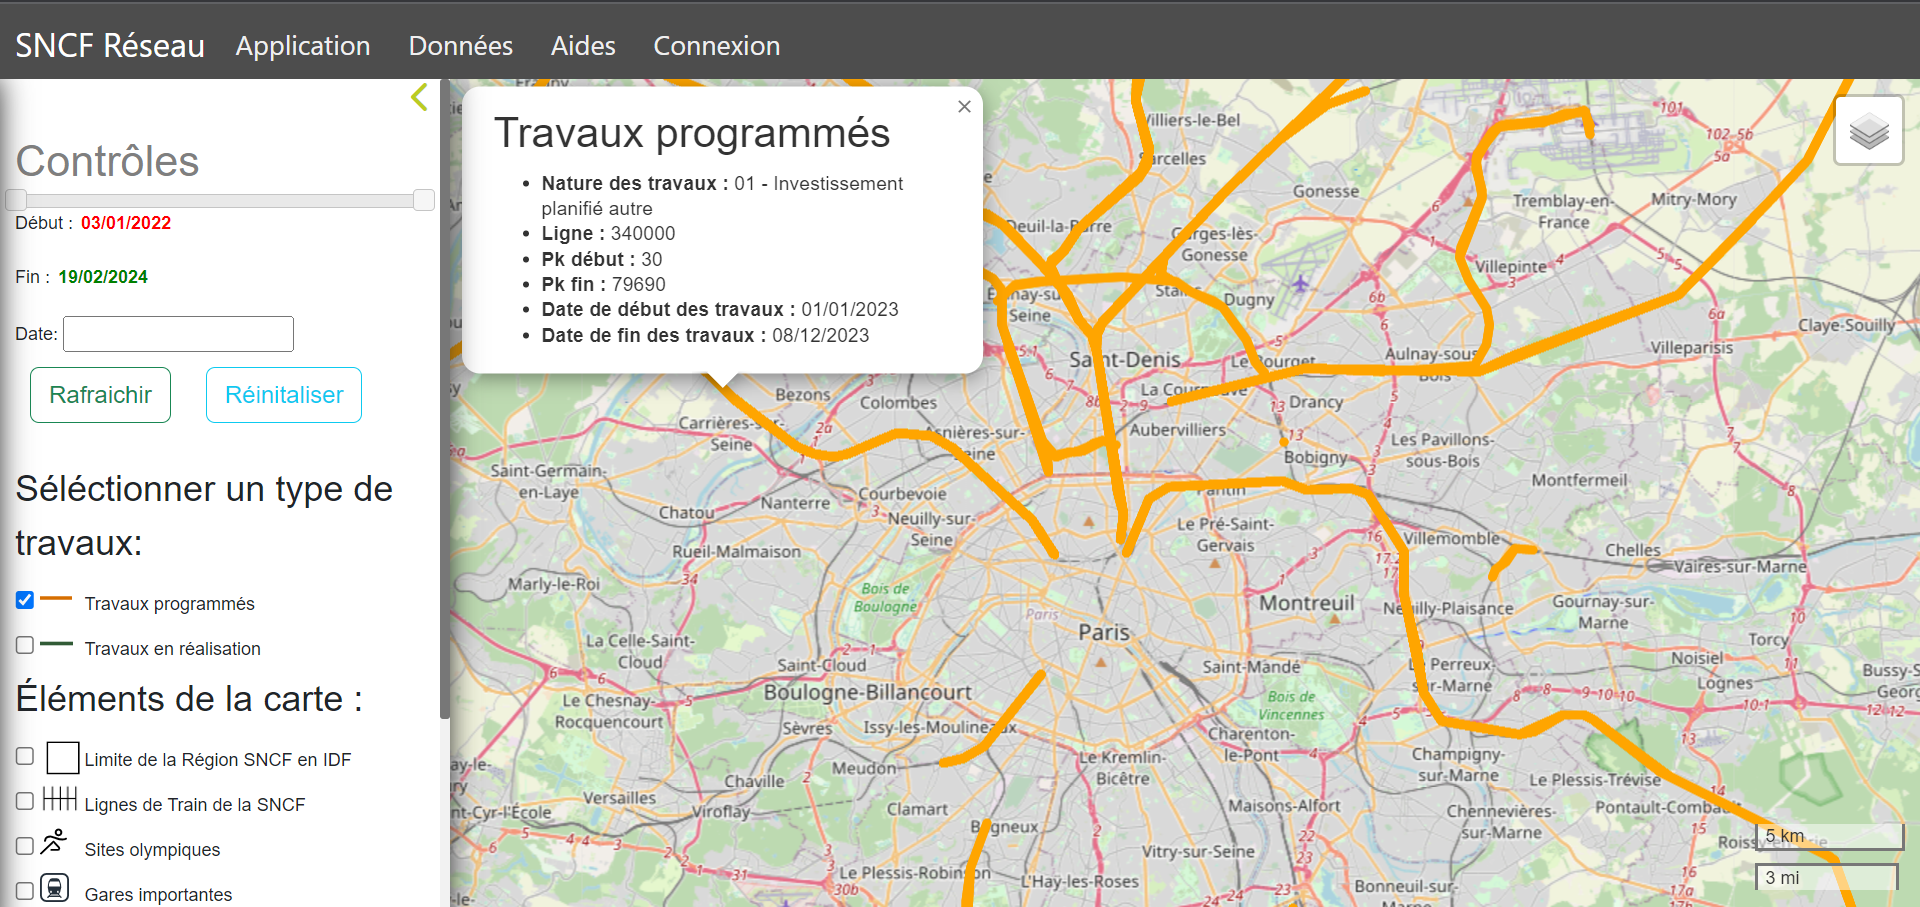 SNCF Réseau Application Données Aides Connexion
Contrôles
Début : 03/01/2022
Fin : 19/02/2024
Date:
Rafraichir Réinitaliser
Séléctionner un type de
travaux:
Travaux programmés
Travaux en réalisation
Éléments de la carte :
Limite de la Région SNCF en IDF
Lignes de Train de la SNCF
Sites olympiques
Gares importantes
Travaux programmés
×
Nature des travaux : 01 - Investissement
planifié autre
Ligne : 340000
Pk début : 30
Pk fin : 79690
Date de début des travaux : 01/01/2023
Date de fin des travaux : 08/12/2023
Villiers-le-Bel
Sarcelles
Gonesse
Deuil-la-Barre
Garges-lès-
Gonesse
Tremblay-en-
France
Mitry-Mory
Villepinte
Stains
Dugny
Épinay-sur-
Seine
Claye-Souilly
Villeparisis
Saint-Denis
Le Bourget
Aulnay-sous-
Bois
La Courneuve
Drancy
Bezons
Colombes
Carrières-sur-
Seine
Asnières-sur-
Seine
Aubervilliers
Bobigny
Les Pavillons-
sous-Bois
Saint-Germain-
en-Laye
Montfermeil
Nanterre
Courbevoie
Pantin
Chatou
Neuilly-sur-
Seine
Le Pré-Saint-
Gervais
Rueil-Malmaison
Villemomble
Chelles
Vaires-sur-Marne
Marly-le-Roi
Bois de
Boulogne
Paris
Paris
Montreuil
Neuilly-Plaisance
Gournay-sur-
Marne
La Celle-Saint-
Cloud
Saint-Cloud
Saint-Mandé
Le Perreux-
sur-Marne
Torcy
Noisiel
Lognes
Bussy-S
Georg
Le Chesnay-
Rocquencourt
Boulogne-Billancourt
Sèvres
Issy-les-Moulineaux
Bois de
Vincennes
Charenton-
le-Pont
Meudon
Le Kremlin-
Bicêtre
Champigny-
sur-Marne
Le Plessis-Trévise
Chaville
Versailles
Viroflay
Clamart
Maisons-Alfort
Pontault-Combault
nt-Cyr-l'École
Bagneux
Chennevières-
sur-Marne
Vitry-sur-Seine
Le Plessis-Robinson
L'Haÿ-les-Roses
Bonneuil-sur-
5 km
3 mi